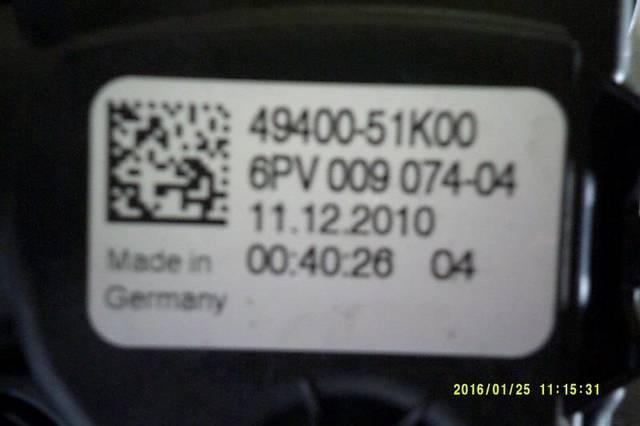 49400-51K00
6PV 009 074-04
11.12.2010
00:40:26 04
Made in
Germany
2016/01/25 11:15:31